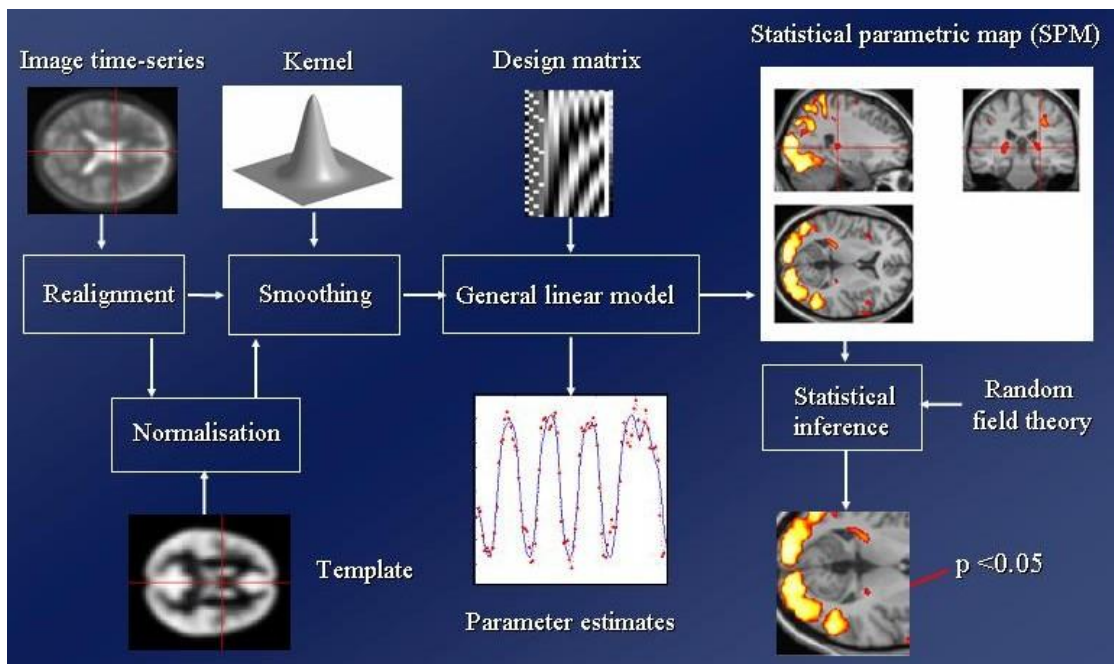 Image time-series
Kernel
Design matrix
Statistical parametric map (SPM)
Realignment
Smoothing
General linear model
Normalisation
Statistical
inference
Random
field theory
Template
Parameter estimates
p <0.05